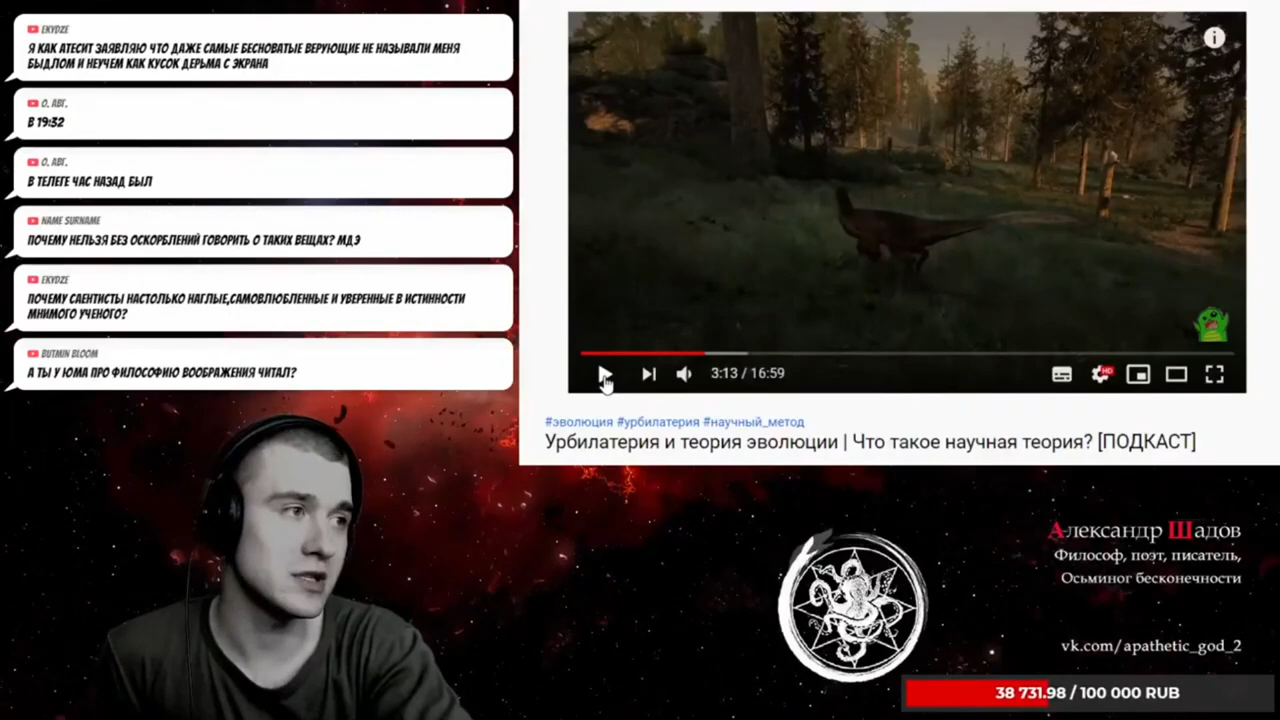 EKYDZE
Я КАК АТЕСИТ ЗАЯВЛЯЮ ЧТО ДАЖЕ САМЫЕ БЕСНОВАТЫЕ ВЕРУЮЩИЕ НЕ НАЗЫВАЛИ МЕНЯ
БЫДЛОМ И НЕУЧЕМ КАК КУСОК ДЕРЬМА С ЭКРАНА
О. АВГ.
В 19:32
О. АВГ.
В ТЕЛЕГЕ ЧАС НАЗАД БЫЛ
NAME SURNAME
ПОЧЕМУ НЕЛЬЗЯ БЕЗ ОСКОРБЛЕНИЙ ГОВОРИТЬ О ТАКИХ ВЕЩАХ? МДЭ
EKYDZE
ПОЧЕМУ САЕНТИСТЫ НАСТОЛЬКО НАГЛЫЕ,САМОВЛЮБЛЕННЫЕ И УВЕРЕННЫЕ В ИСТИННОСТИ
МНИМОГО УЧЕНОГО?
BUTMIN BLOOM
А ТЫ У ЮМА ПРО ФИЛОСОФИЮ ВООБРАЖЕНИЯ ЧИТАЛ?
3:13 / 16:59
HD
#эволюция #урбилатерия #научный_метод
Урбилатерия и теория эволюции | Что такое научная теория? [ПОДКАСТ]
Александр Шадов
Философ, поэт, писатель,
Осьминог бесконечности
vk.com/apathetic_god_2
38 731.98 / 100 000 RUB